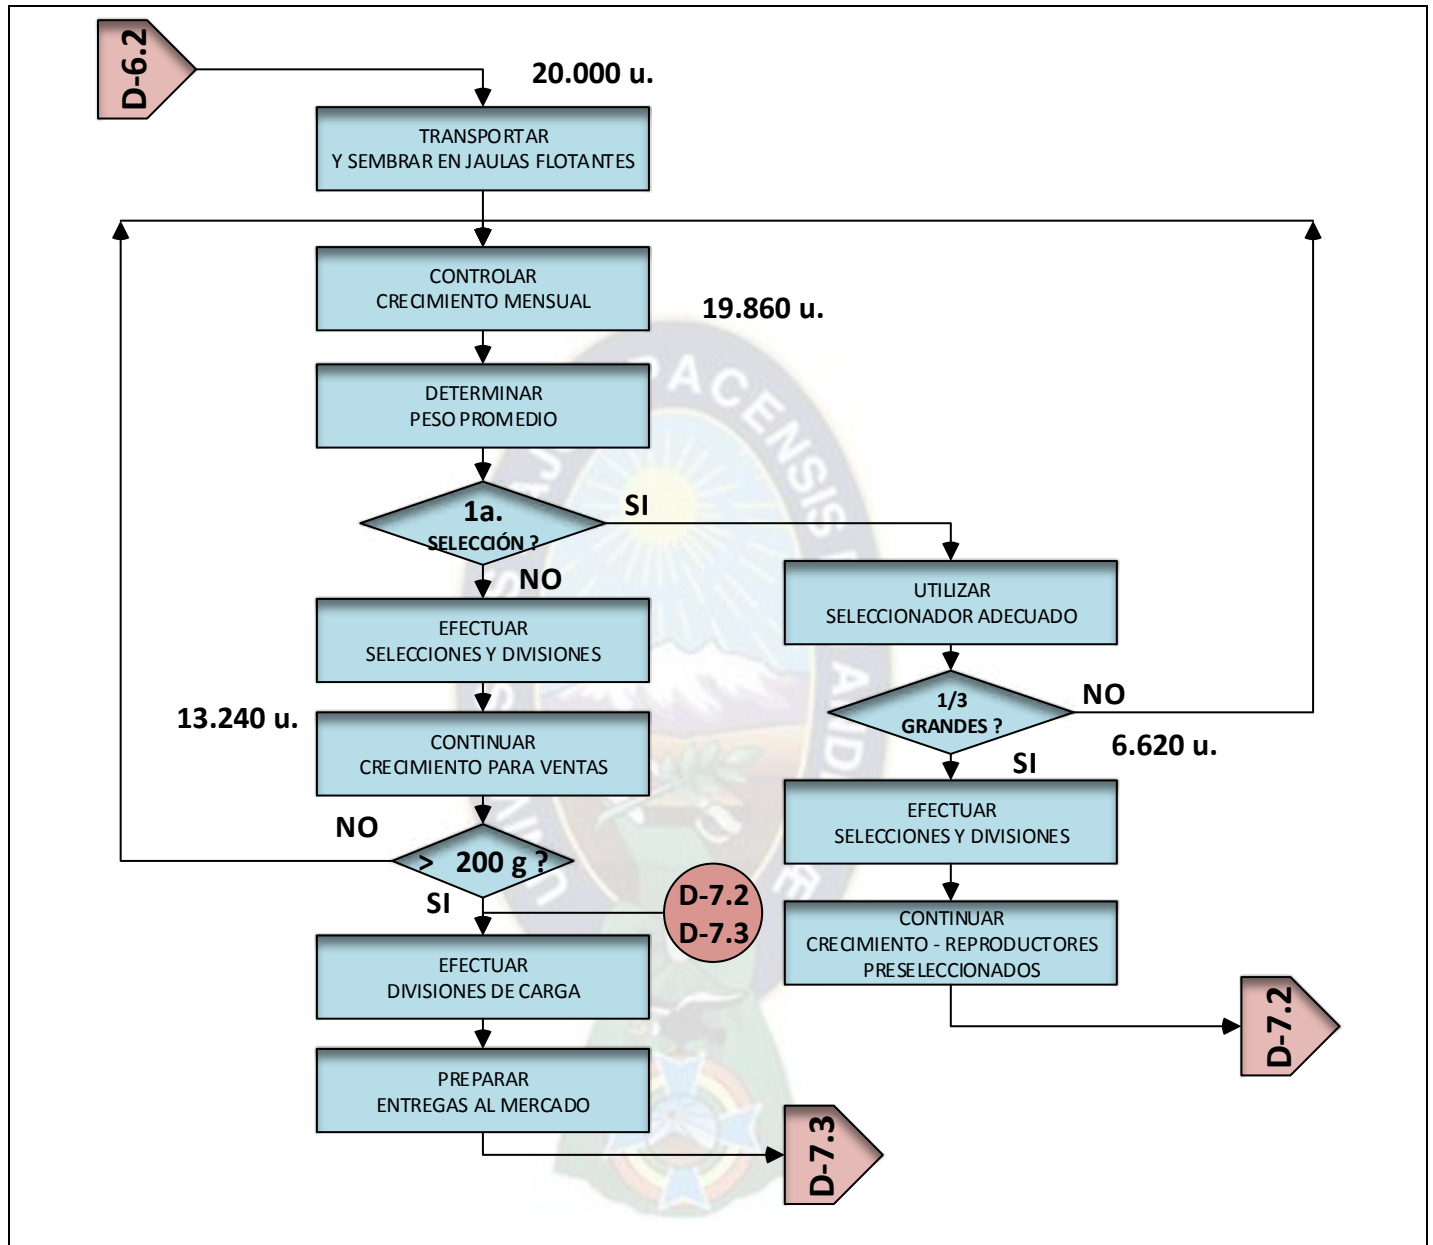 D-6.2
20.000 u.
TRANSPORTAR
Y SEMBRAR EN JAULAS FLOTANTES
CONTROLAR
CRECIMIENTO MENSUAL
19.860 u.
DETERMINAR
PESO PROMEDIO
1a.
SELECCIÓN ?
SI
NO
UTILIZAR
SELECCIONADOR ADECUADO
EFECTUAR
SELECCIONES Y DIVISIONES
1/3
GRANDES ?
NO
6.620 u.
SI
13.240 u.
CONTINUAR
CRECIMIENTO PARA VENTAS
EFECTUAR
SELECCIONES Y DIVISIONES
NO
> 200 g ?
SI
D-7.2
D-7.3
CONTINUAR
CRECIMIENTO - REPRODUCTORES
PRESELECCIONADOS
EFECTUAR
DIVISIONES DE CARGA
D-7.2
PREPARAR
ENTREGAS AL MERCADO
D-7.3